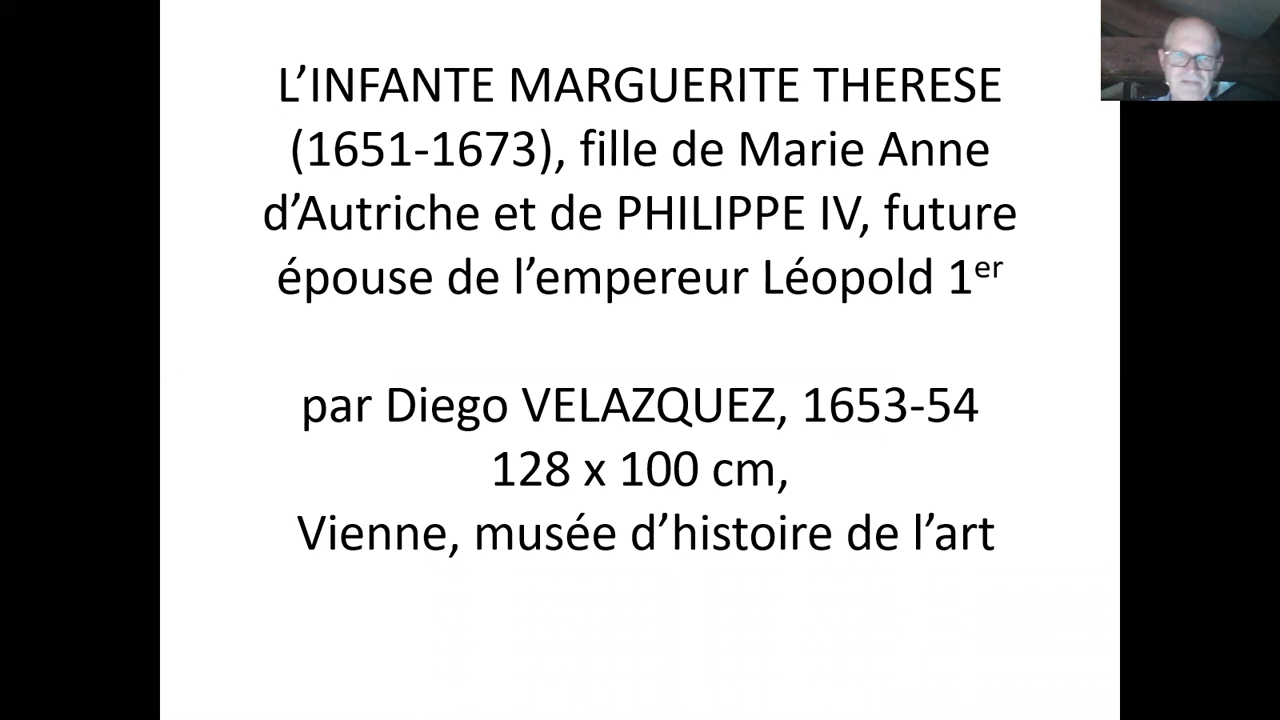 L’INFANTE MARGUERITE THERESE
(1651-1673), fille de Marie Anne
d’Autriche et de PHILIPPE IV, future
épouse de l’empereur Léopold 1er
par Diego VELAZQUEZ, 1653-54
128 x 100 cm,
Vienne, musée d’histoire de l’art